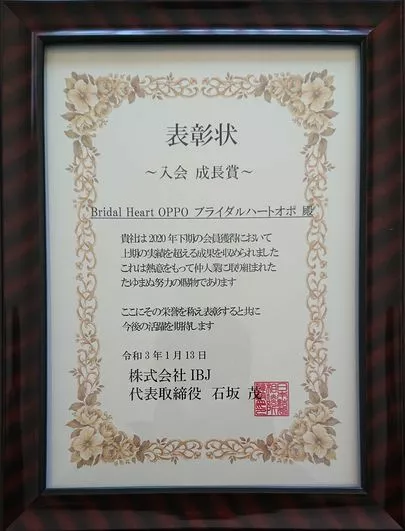 表彰状
～入会 成長賞～
Bridal Heart OPPO ブライダルハートオポ 殿
貴社は2020年下期の会員獲得において
上期の実績を超える成果を収められました
これは熱意をもって仲人業に取り組まれた
たゆまぬ努力の賜物であります
ここにその栄誉を称え表彰すると共に
今後の活躍を期待します
令和3年1月13日
株式会社IBJ
代表取締役 石坂 茂